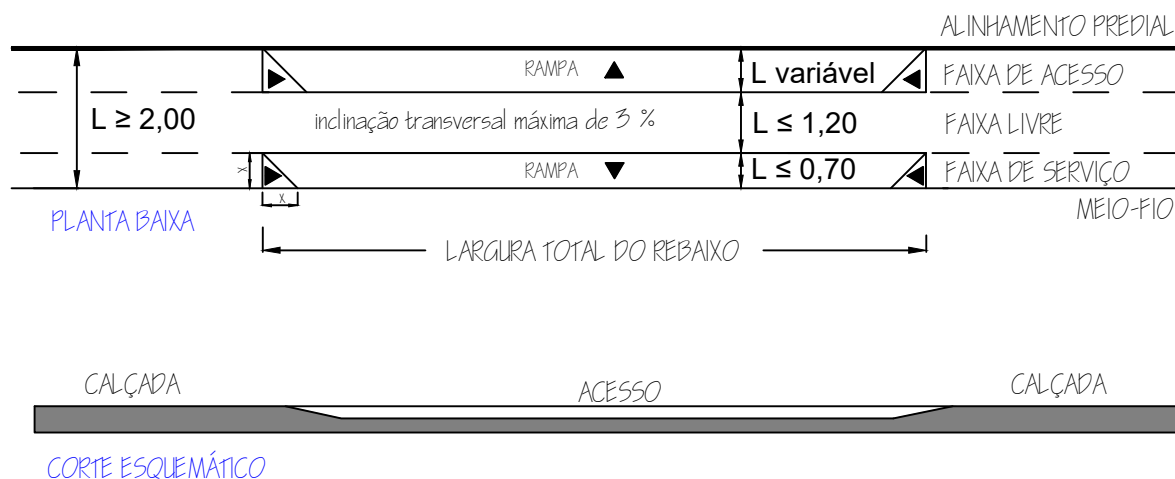 ALINHAMENTO PREDIAL
RAMPA
L variável
FAIXA DE ACESSO
L ≥ 2,00
inclinação transversal máxima de 3 %
L ≤ 1,20
FAIXA LIVRE
x
RAMPA
L ≤ 0,70
FAIXA DE SERVIÇO
x
PLANTA BAIXA
MEIO-FIO
LARGURA TOTAL DO REBAIXO
CALÇADA
ACESSO
CALÇADA
CORTE ESQUEMÁTICO